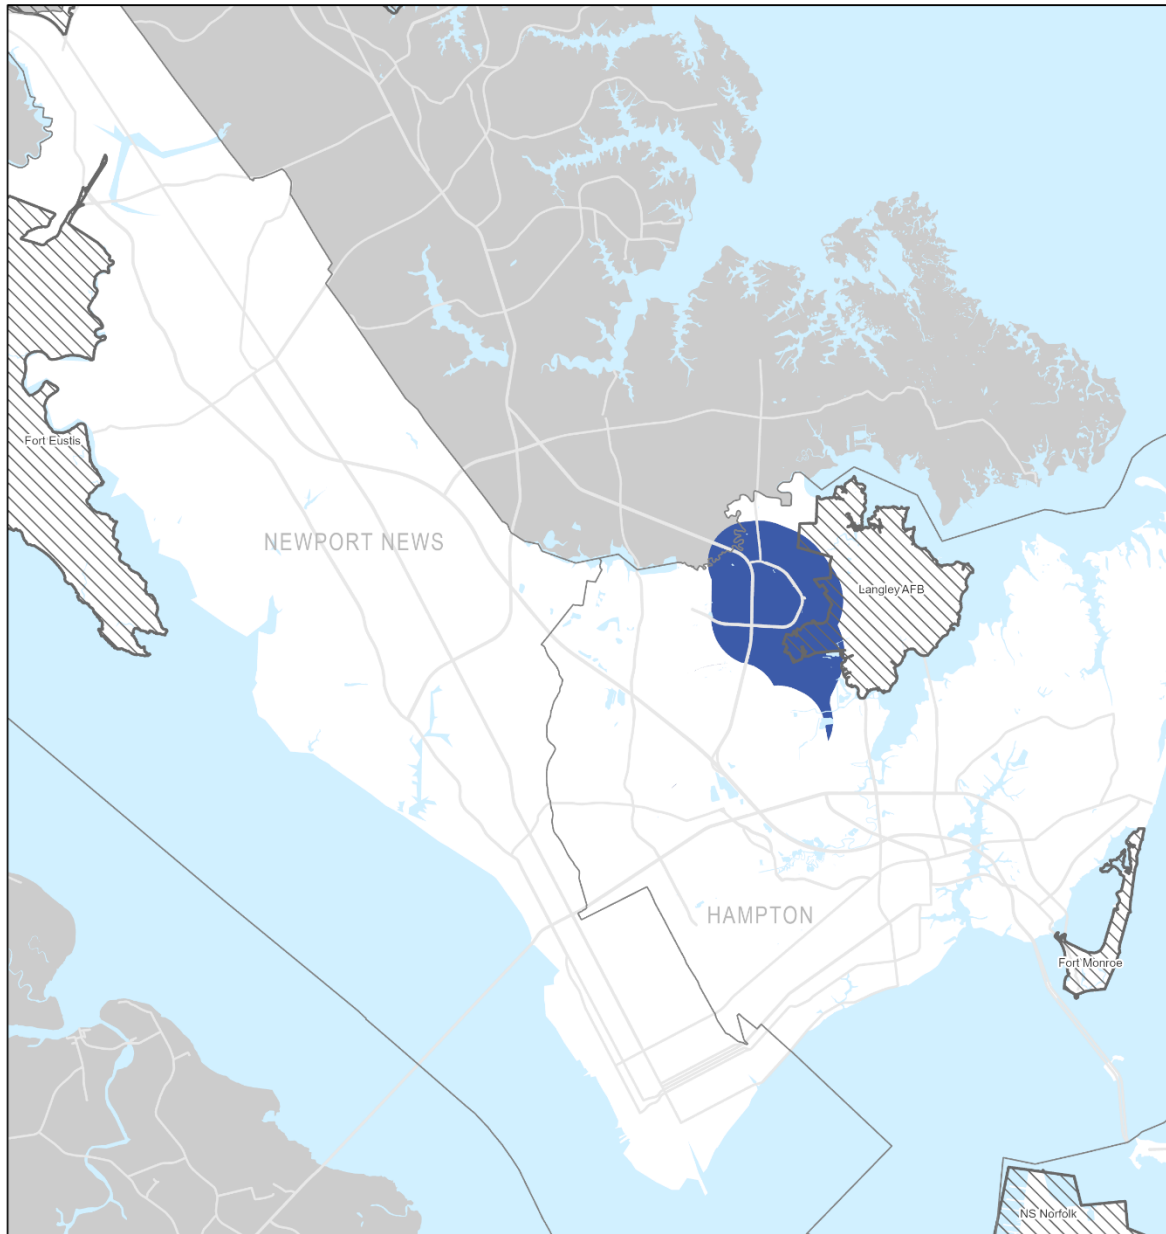 Fort Eustis
NEWPORT NEWS
Langley AFB
HAMPTON
Fort Monroe
NS Norfolk